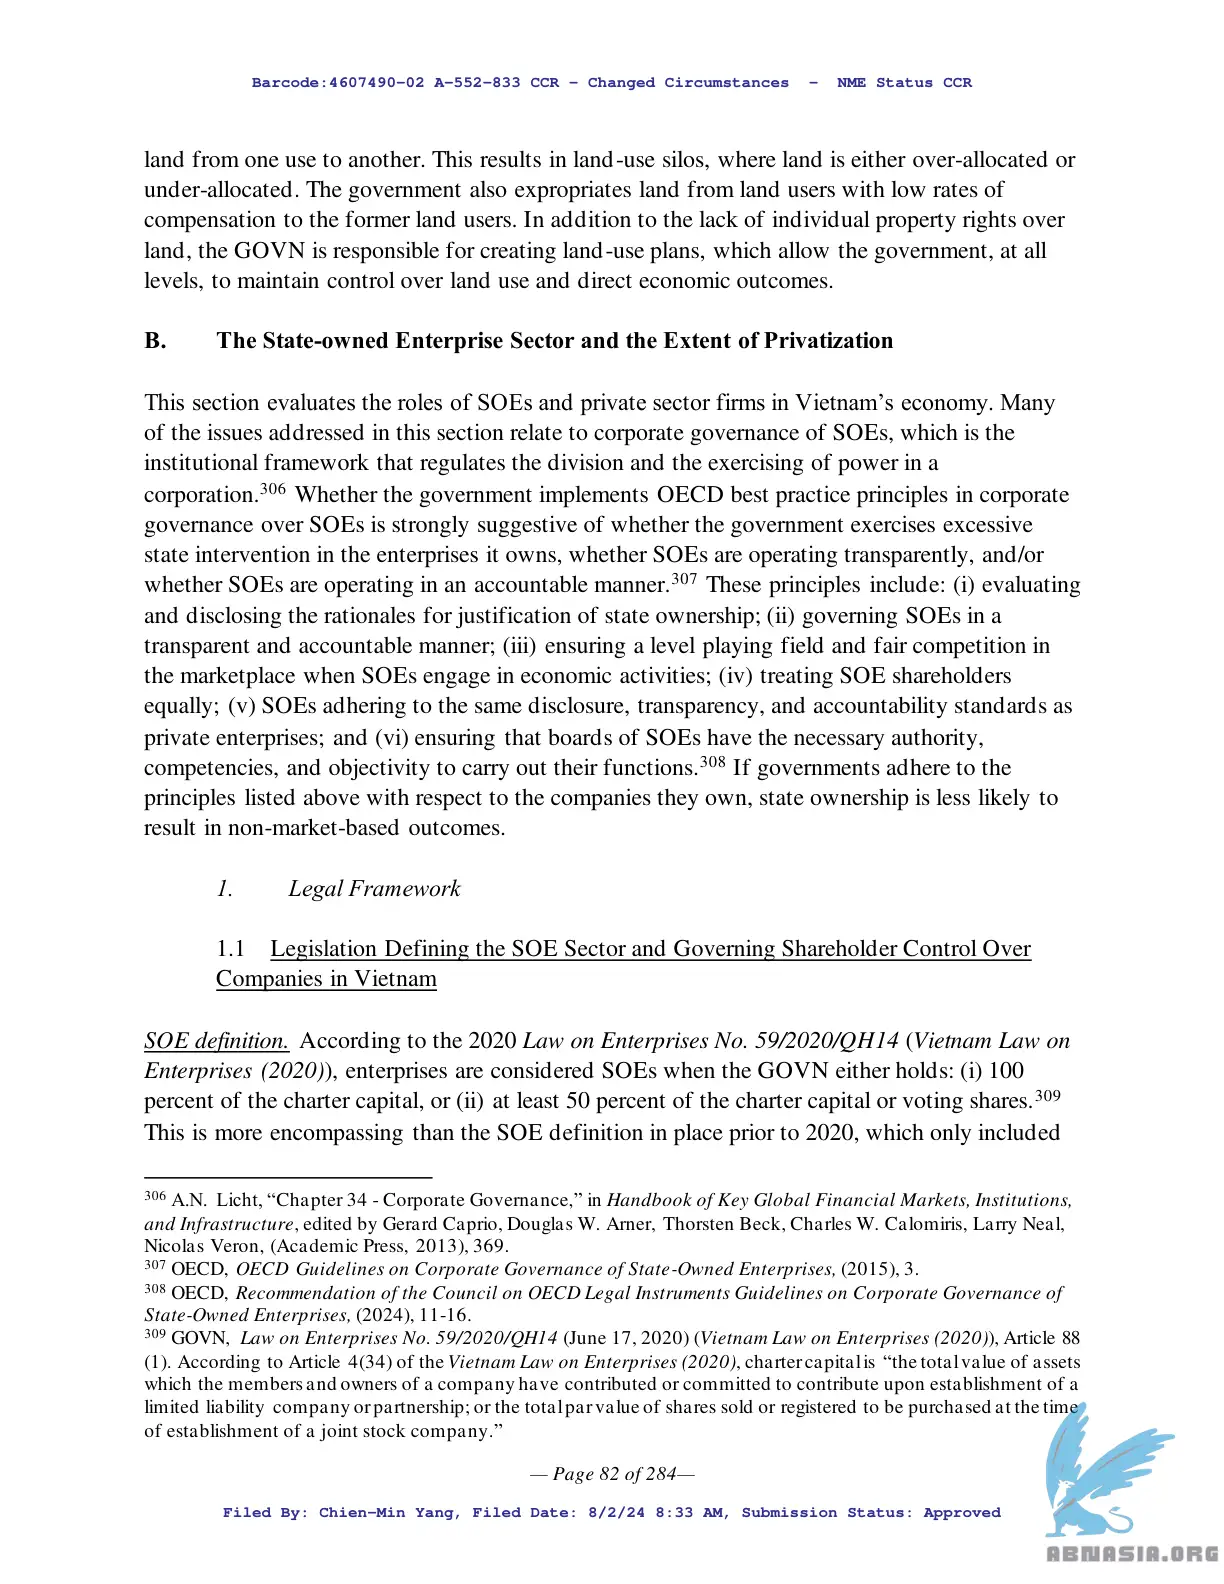 Barcode:4607490-02 A-552-833 CCR - Changed Circumstances - NME Status CCR
land from one use to another. This results in land-use silos, where land is either over-allocated or
under-allocated. The government also expropriates land from land users with low rates of
compensation to the former land users. In addition to the lack of individual property rights over
land, the GOVN is responsible for creating land-use plans, which allow the government, at all
levels, to maintain control over land use and direct economic outcomes.
B. The State-owned Enterprise Sector and the Extent of Privatization
This section evaluates the roles of SOEs and private sector firms in Vietnam’s economy. Many
of the issues addressed in this section relate to corporate governance of SOEs, which is the
institutional framework that regulates the division and the exercising of power in a
corporation.306 Whether the government implements OECD best practice principles in corporate
governance over SOEs is strongly suggestive of whether the government exercises excessive
state intervention in the enterprises it owns, whether SOEs are operating transparently, and/or
whether SOEs are operating in an accountable manner.307 These principles include: (i) evaluating
and disclosing the rationales for justification of state ownership; (ii) governing SOEs in a
transparent and accountable manner; (iii) ensuring a level playing field and fair competition in
the marketplace when SOEs engage in economic activities; (iv) treating SOE shareholders
equally; (v) SOEs adhering to the same disclosure, transparency, and accountability standards as
private enterprises; and (vi) ensuring that boards of SOEs have the necessary authority,
competencies, and objectivity to carry out their functions.308 If governments adhere to the
principles listed above with respect to the companies they own, state ownership is less likely to
result in non-market-based outcomes.
1. Legal Framework
1.1 Legislation Defining the SOE Sector and Governing Shareholder Control Over
Companies in Vietnam
SOE definition. According to the 2020 Law on Enterprises No. 59/2020/QH14 (Vietnam Law on
Enterprises (2020)), enterprises are considered SOEs when the GOVN either holds: (i) 100
percent of the charter capital, or (ii) at least 50 percent of the charter capital or voting shares.309
This is more encompassing than the SOE definition in place prior to 2020, which only included
306 A.N. Licht, “Chapter 34 - Corporate Governance,” in Handbook of Key Global Financial Markets, Institutions,
and Infrastructure, edited by Gerard Caprio, Douglas W. Arner, Thorsten Beck, Charles W. Calomiris, Larry Neal,
Nicolas Veron, (Academic Press, 2013), 369.
307 OECD, OECD Guidelines on Corporate Governance of State-Owned Enterprises, (2015), 3.
308 OECD, Recommendation of the Council on OECD Legal Instruments Guidelines on Corporate Governance of
State-Owned Enterprises, (2024), 11-16.
309 GOVN, Law on Enterprises No. 59/2020/QH14 (June 17, 2020) (Vietnam Law on Enterprises (2020)), Article 88
(1). According to Article 4(34) of the Vietnam Law on Enterprises (2020), charter capital is “the total value of assets
which the members and owners of a company have contributed or committed to contribute upon establishment of a
limited liability company or partnership; or the total par value of shares sold or registered to be purchased at the time
of establishment of a joint stock company.”
— Page 82 of 284—
Filed By: Chien-Min Yang, Filed Date: 8/2/24 8:33 AM, Submission Status: Approved
ABNASIA.ORG